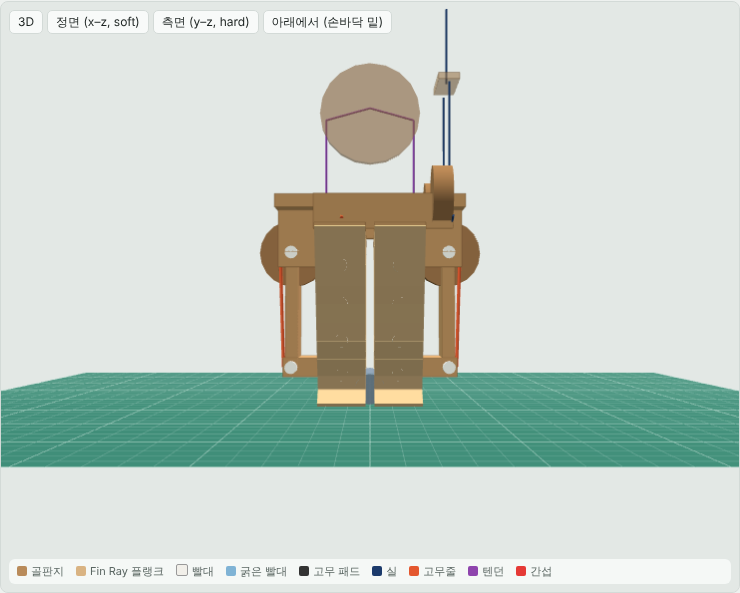 3D 정면 (x–z, soft) 측면 (y–z, hard) 아래에서 (손바닥 밑)
골판지 Fin Ray 플랭크 빨대 굵은 빨대 고무 패드 실 고무줄 텐던 간섭